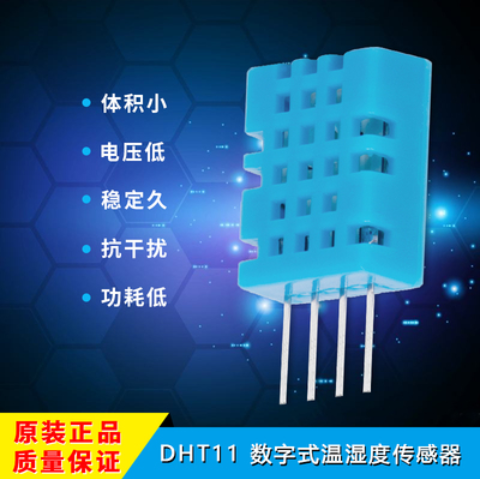 体积小
电压低
稳定久
抗干扰
功耗低
原装正品
质量保证
DHT11 数字式温湿度传感器